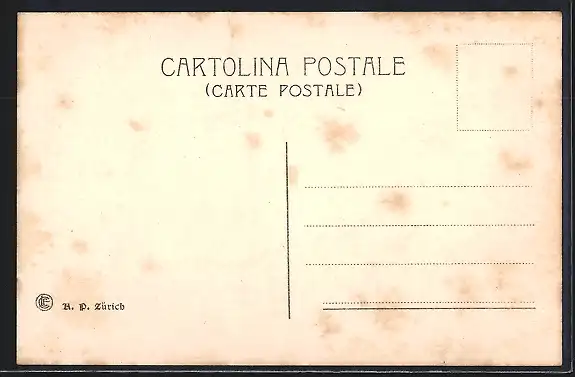 CARTOLINA POSTALE
(CARTE POSTALE)
A. P. Zürich